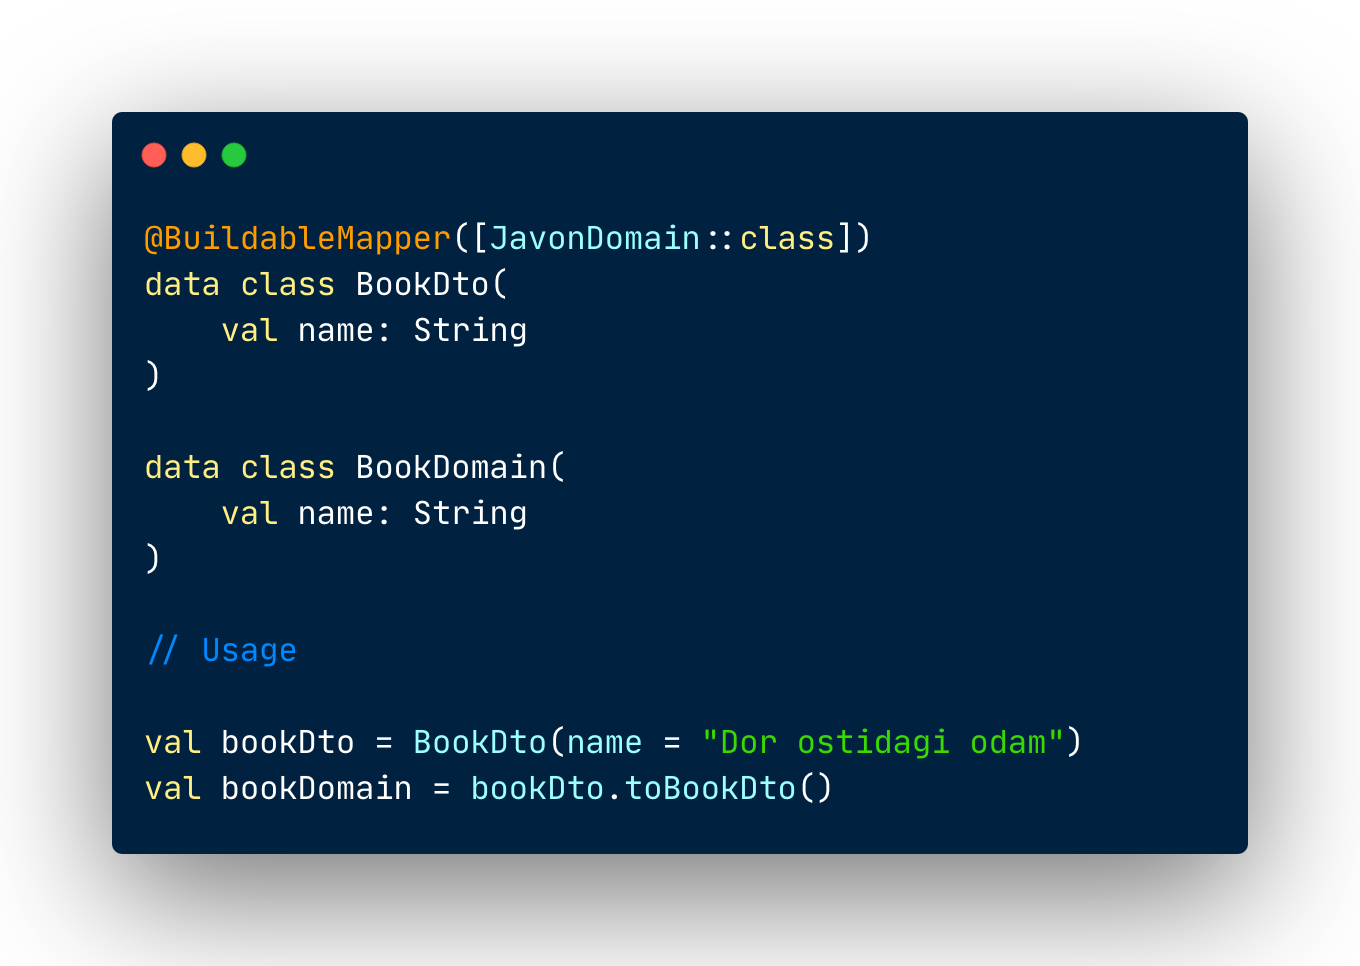 @BuildableMapper([JavonDomain::class])
data class BookDto(
    val name: String
)
data class BookDomain(
    val name: String
)
// Usage
val bookDto = BookDto(name = "Dor ostidagi odam")
val bookDomain = bookDto.toBookDto()